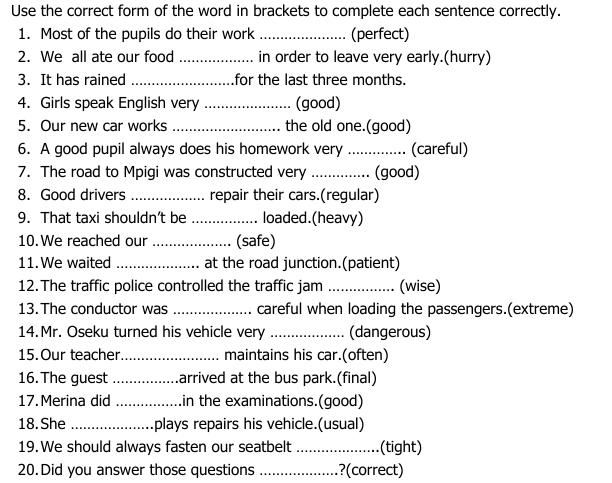 Use the correct form of the word in brackets to complete each sentence correctly.
1. Most of the pupils do their work ..................... (perfect)
2. We all ate our food .................. in order to leave very early.(hurry)
3. It has rained .........................for the last three months.
4. Girls speak English very ..................... (good)
5. Our new car works .......................... the old one.(good)
6. A good pupil always does his homework very .............. (careful)
7. The road to Mpigi was constructed very .............. (good)
8. Good drivers .................. repair their cars.(regular)
9. That taxi shouldn't be ................ loaded.(heavy)
10. We reached our ................... (safe)
11. We waited .................... at the road junction.(patient)
12. The traffic police controlled the traffic jam ................ (wise)
13. The conductor was ................... careful when loading the passengers.(extreme)
14. Mr. Oseku turned his vehicle very .................. (dangerous)
15. Our teacher........................ maintains his car.(often)
16. The guest ................arrived at the bus park.(final)
17. Merina did ................in the examinations.(good)
18. She ....................plays repairs his vehicle.(usual)
19. We should always fasten our seatbelt ....................(tight)
20. Did you answer those questions ...................?(correct)